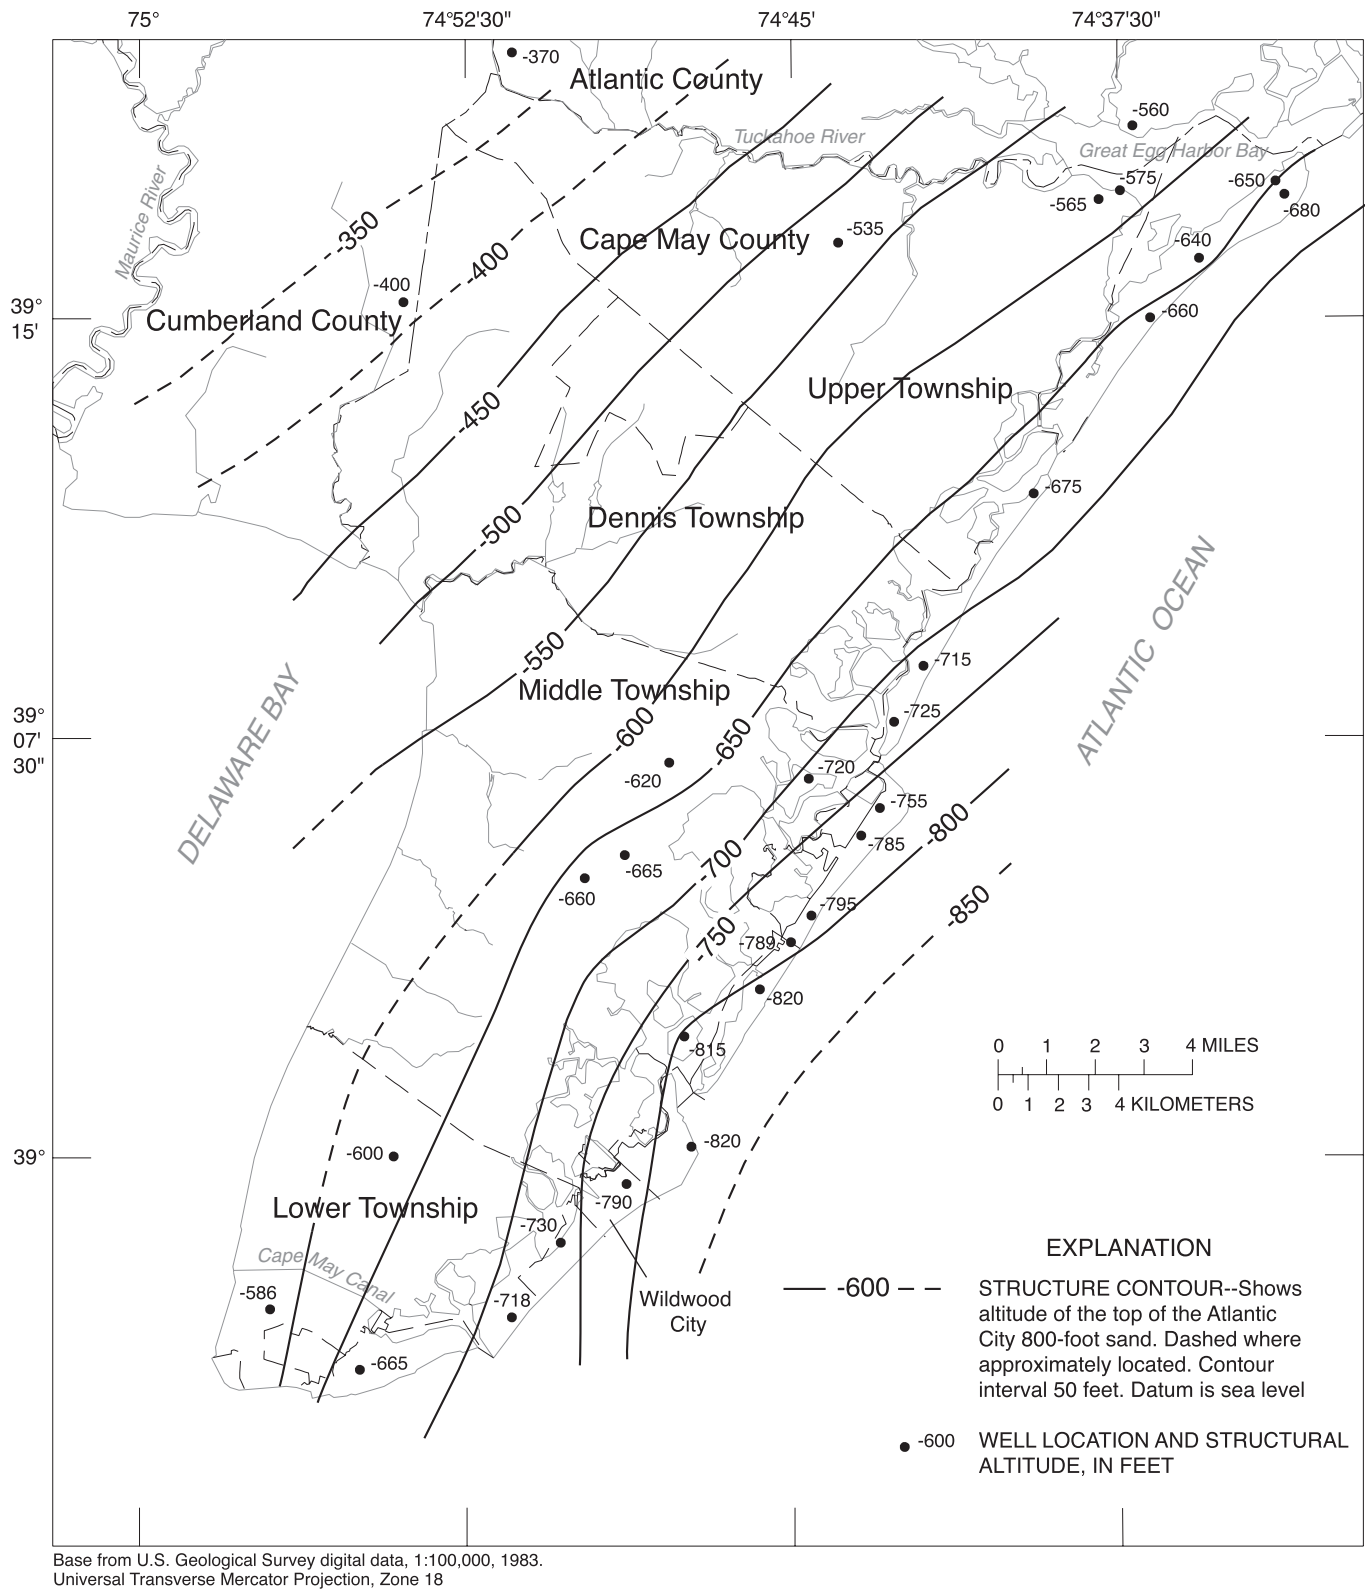 75°
74°52'30"
74°45'
74°37'30"
-370
Atlantic County
-560
Tuckahoe River
Great Egg Harbor Bay
-575
-650
-565
-680
Maurice River
-350
-535
Cape May County
-640
-400
-400
39°
15'
Cumberland County
-660
Upper Township
-450
-675
-500
Dennis Township
ATLANTIC OCEAN
-550
-715
DELAWARE BAY
Middle Township
39°
07'
30"
-725
-600
-650
-620
-720
-755
-800
-785
-700
-665
-660
-795
-850
-750
-789
-820
-815
0 1 2 3 4 MILES
0 1 2 3 4 KILOMETERS
-820
39°
-600
-790
Lower Township
-730
Cape May Canal
-586
-718
Wildwood
City
-665
EXPLANATION
-600
STRUCTURE CONTOUR--Shows
altitude of the top of the Atlantic
City 800-foot sand. Dashed where
approximately located. Contour
interval 50 feet. Datum is sea level
-600
WELL LOCATION AND STRUCTURAL
ALTITUDE, IN FEET
Base from U.S. Geological Survey digital data, 1:100,000, 1983.
Universal Transverse Mercator Projection, Zone 18